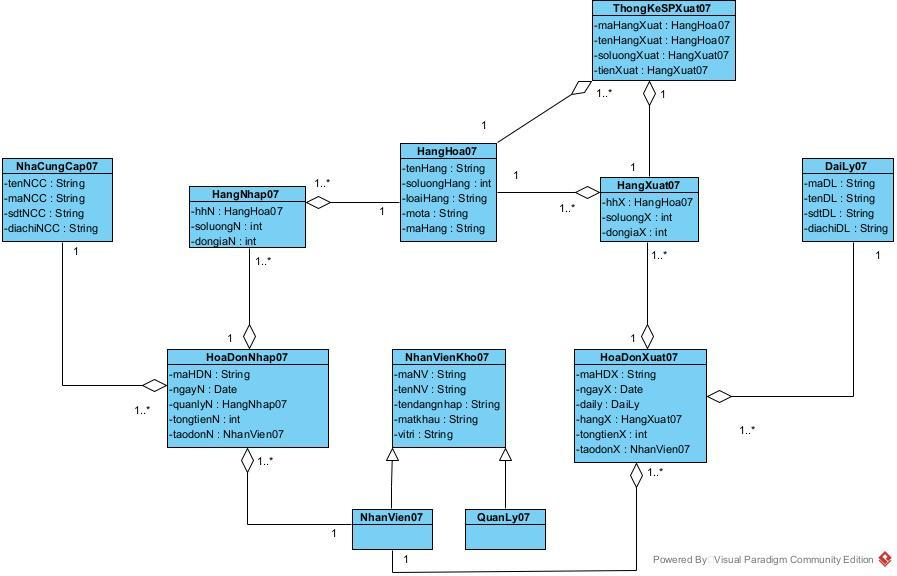 ThongKeSPXuat07
-maHangXuat : HangHoa07
-tenHangXuat : HangHoa07
-soluongXuat : HangXuat07
-tienXuat : HangXuat07
1..*
1
1
1
HangHoa07
-tenHang : String
-soluongHang : int
-loaiHang : String
-mota : String
-maHang : String
NhaCungCap07
-tenNCC : String
-maNCC : String
-sdtNCC : String
-diachiNCC : String
1
HangNhap07
-hhN : HangHoa07
-soluongN : int
-dongiaN : int
1..*
1
1..*
1
1..*
HangXuat07
-hhX : HangHoa07
-soluongX : int
-dongiaX : int
1..*
DaiLy07
-maDL : String
-tenDL : String
-sdtDL : String
-diachiDL : String
1
1
HoaDonNhap07
-maHDN : String
-ngayN : Date
-quanlyN : HangNhap07
-tongtienN : int
-taodonN : NhanVien07
1..*
1..*
NhanVienKho07
-maNV : String
-tenNV : String
-tendangnhap : String
-matkhau : String
-vitri : String
1
HoaDonXuat07
-maHDX : String
-ngayX : Date
-daily : DaiLy
-hangX : HangXuat07
-tongtienX : int
-taodonX : NhanVien07
1..*
1..*
NhanVien07
1
1
QuanLy07
Powered By Visual Paradigm Community Edition